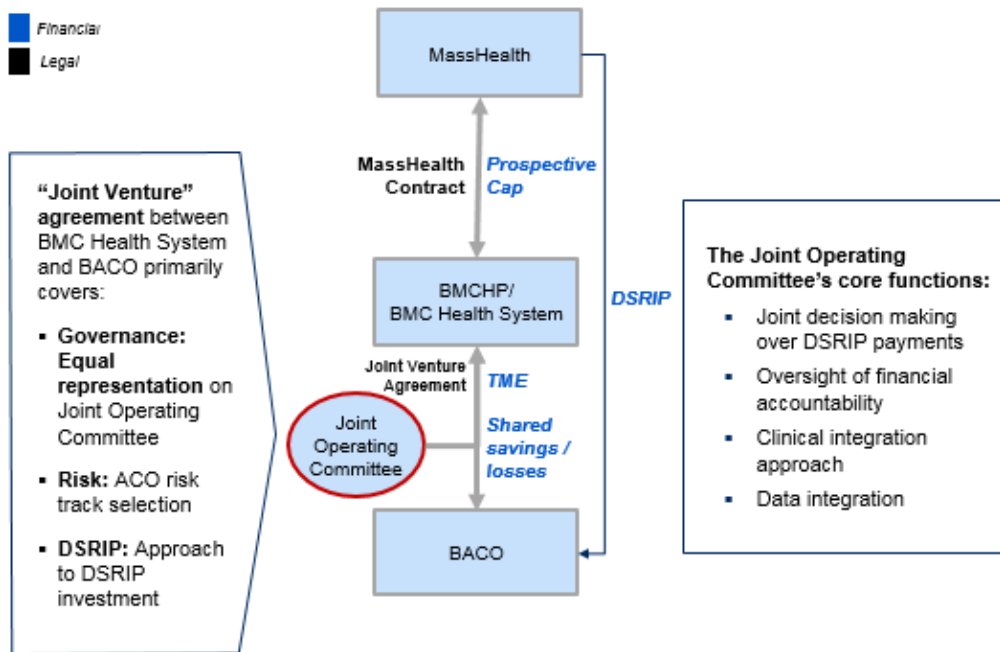 Financial
Legal
MassHealth
MassHealth
Contract
Prospective
Cap
"Joint Venture"
agreement between
BMC Health System
and BACO primarily
covers:
▪ Governance:
Equal
representation on
Joint Operating
Committee
▪ Risk: ACO risk
track selection
▪ DSRIP: Approach
to DSRIP
investment
BMCHP/
BMC Health System
DSRIP
Joint Venture
Agreement
TME
Shared
savings /
losses
Joint
Operating
Committee
BACO
The Joint Operating
Committee's core functions:
▪ Joint decision making
over DSRIP payments
▪ Oversight of financial
accountability
▪ Clinical integration
approach
▪ Data integration